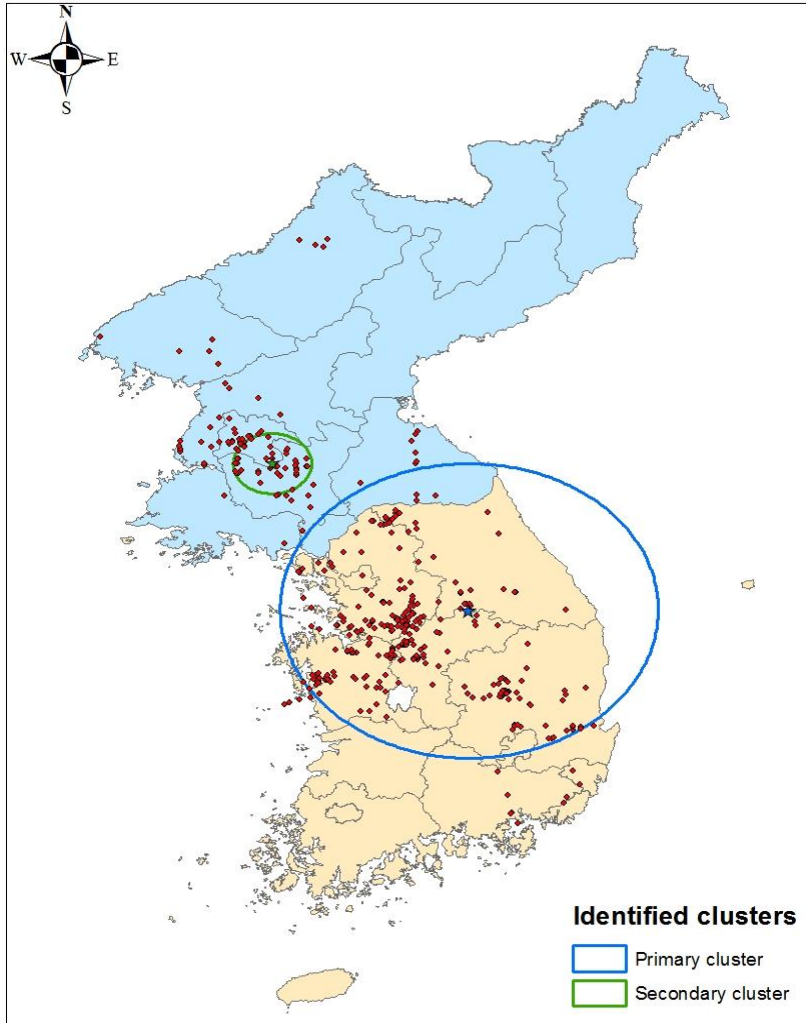 N
W E
S
Identified clusters
Primary cluster
Secondary cluster